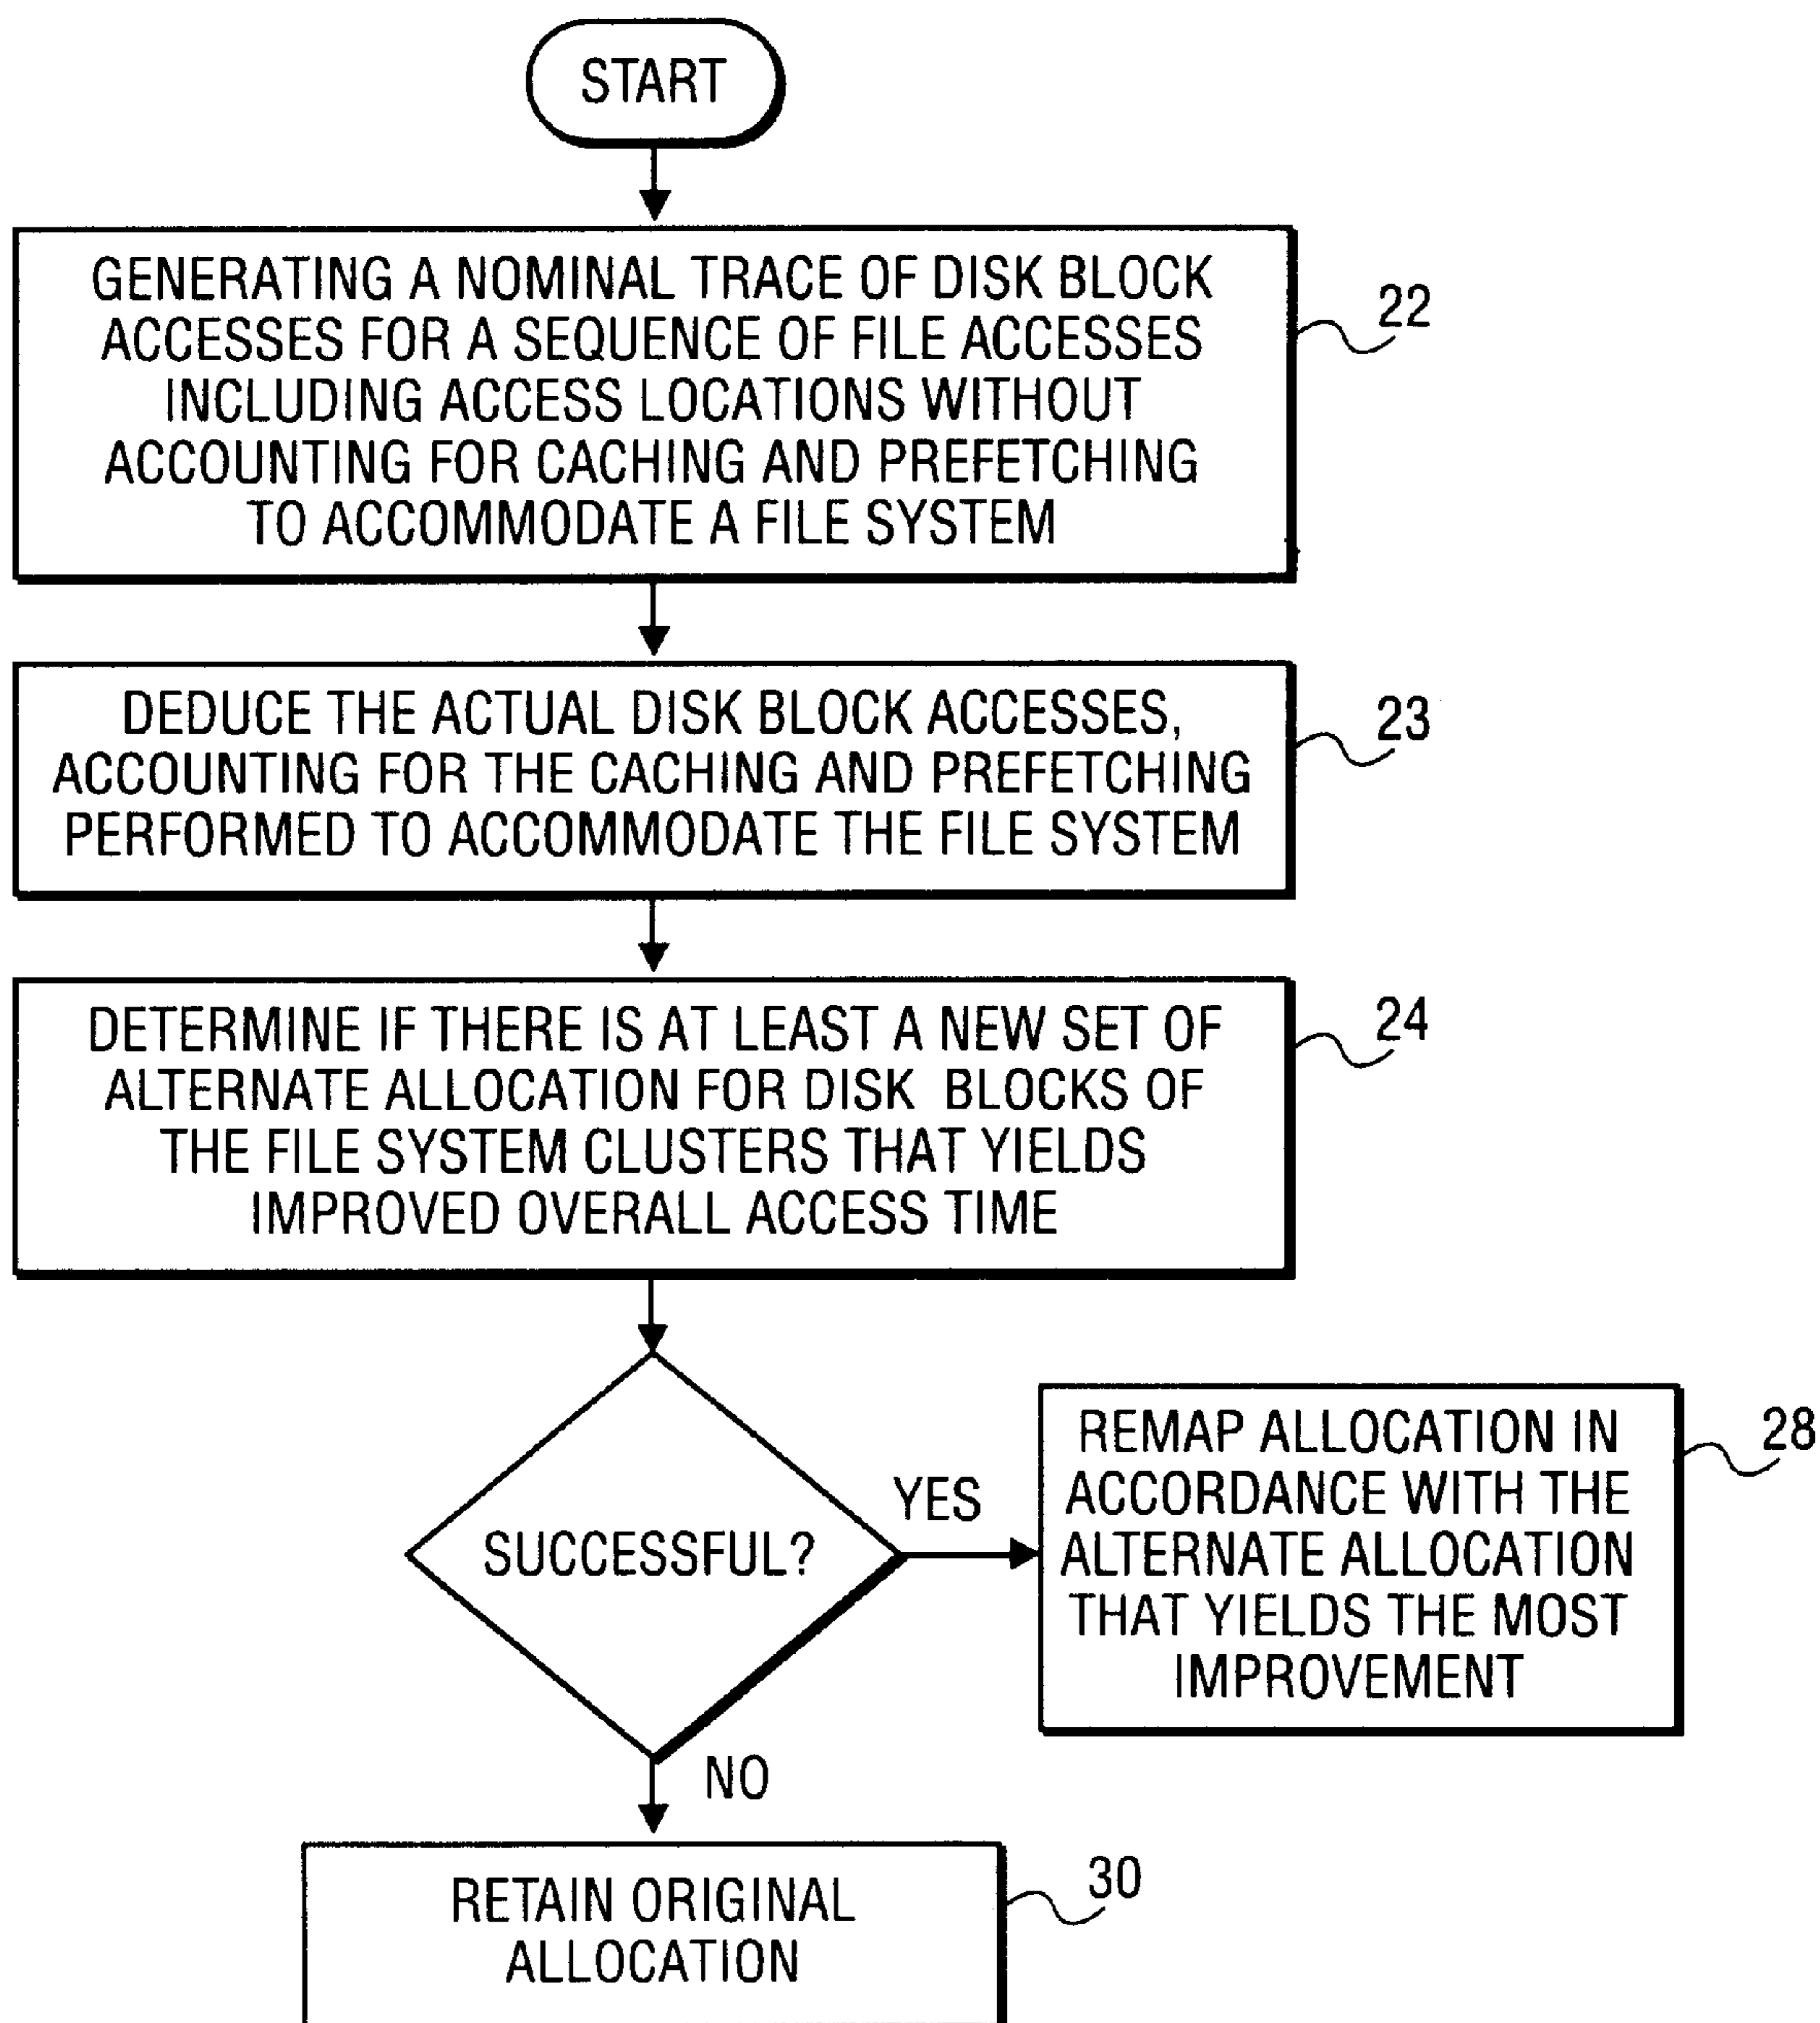 START
GENERATING A NOMINAL TRACE OF DISK BLOCK
ACCESSES FOR A SEQUENCE OF FILE ACCESSES
INCLUDING ACCESS LOCATIONS WITHOUT
ACCOUNTING FOR CACHING AND PREFETCHING
TO ACCOMMODATE A FILE SYSTEM
22
DEDUCE THE ACTUAL DISK BLOCK ACCESSES,
ACCOUNTING FOR THE CACHING AND PREFETCHING
PERFORMED TO ACCOMMODATE THE FILE SYSTEM
23
DETERMINE IF THERE IS AT LEAST A NEW SET OF
ALTERNATE ALLOCATION FOR DISK BLOCKS OF
THE FILE SYSTEM CLUSTERS THAT YIELDS
IMPROVED OVERALL ACCESS TIME
24
SUCCESSFUL?
YES
REMAP ALLOCATION IN
ACCORDANCE WITH THE
ALTERNATE ALLOCATION
THAT YIELDS THE MOST
IMPROVEMENT
28
NO
RETAIN ORIGINAL
ALLOCATION
30